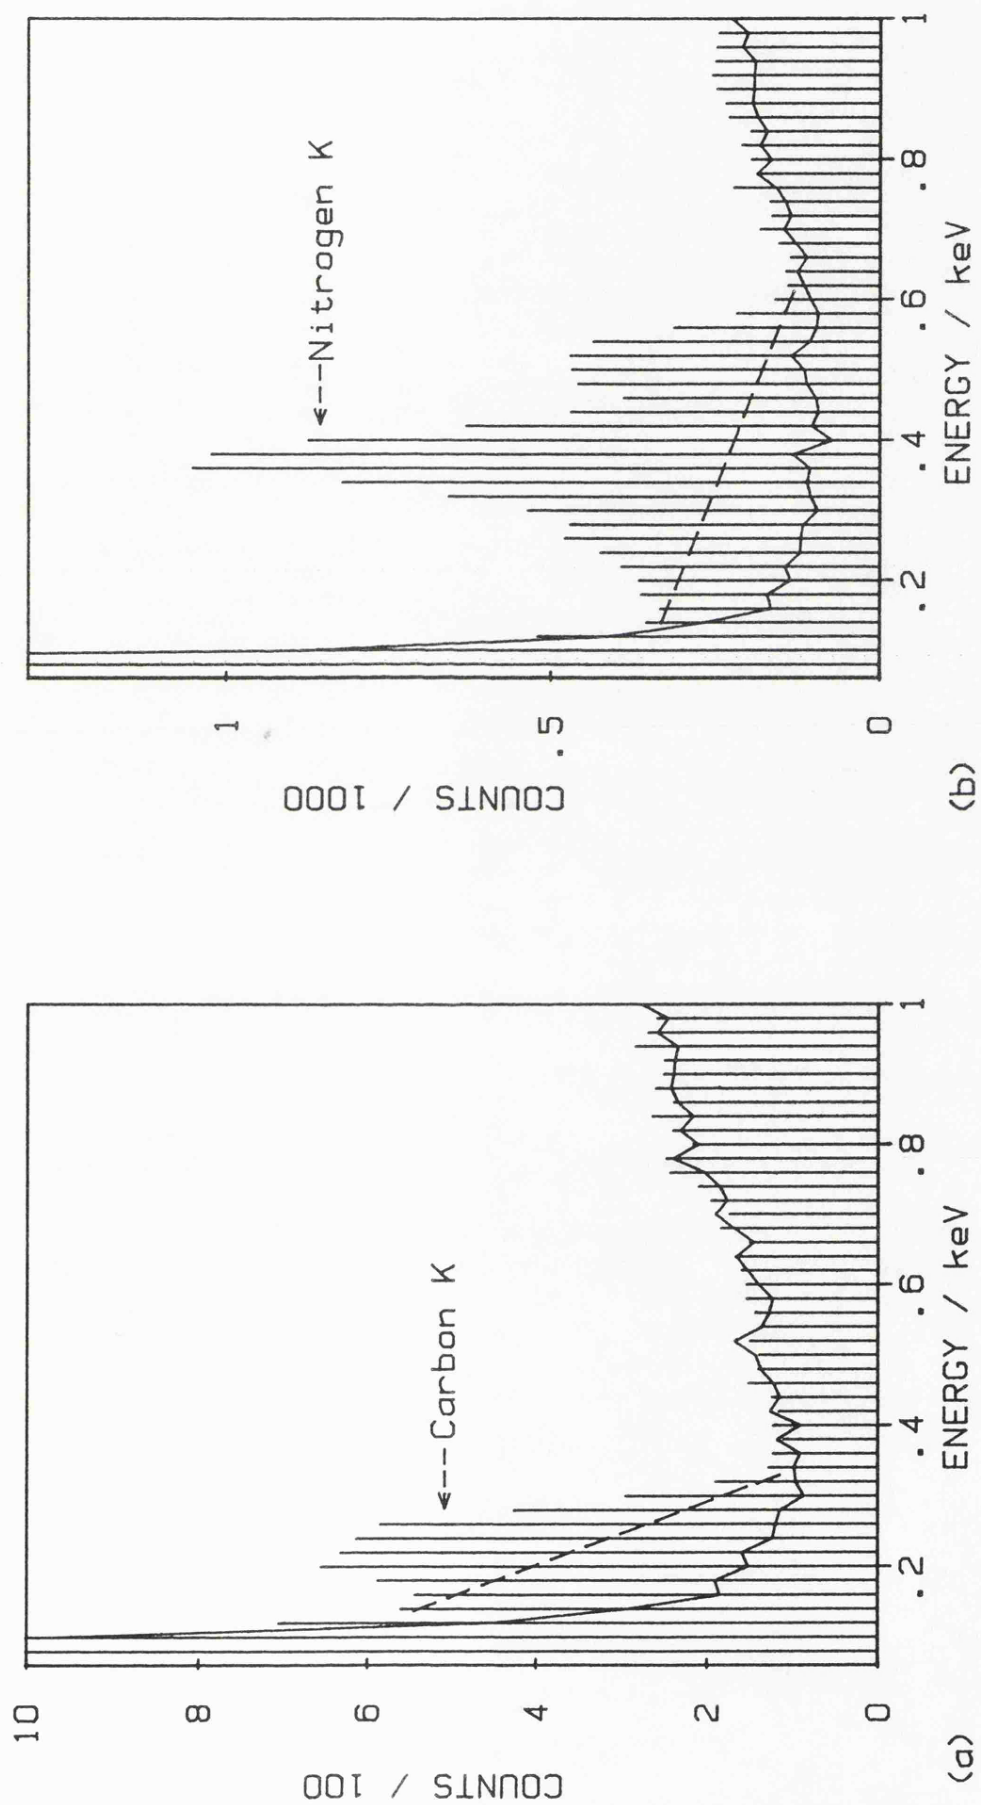 10
8
6
4
2
0
COUNTS / 100
<---Carbon K
.2
.4
.6
.8
1
ENERGY / keV
(a)
1
.5
0
COUNTS / 1000
<---Nitrogen K
.2
.4
.6
.8
1
ENERGY / keV
(b)